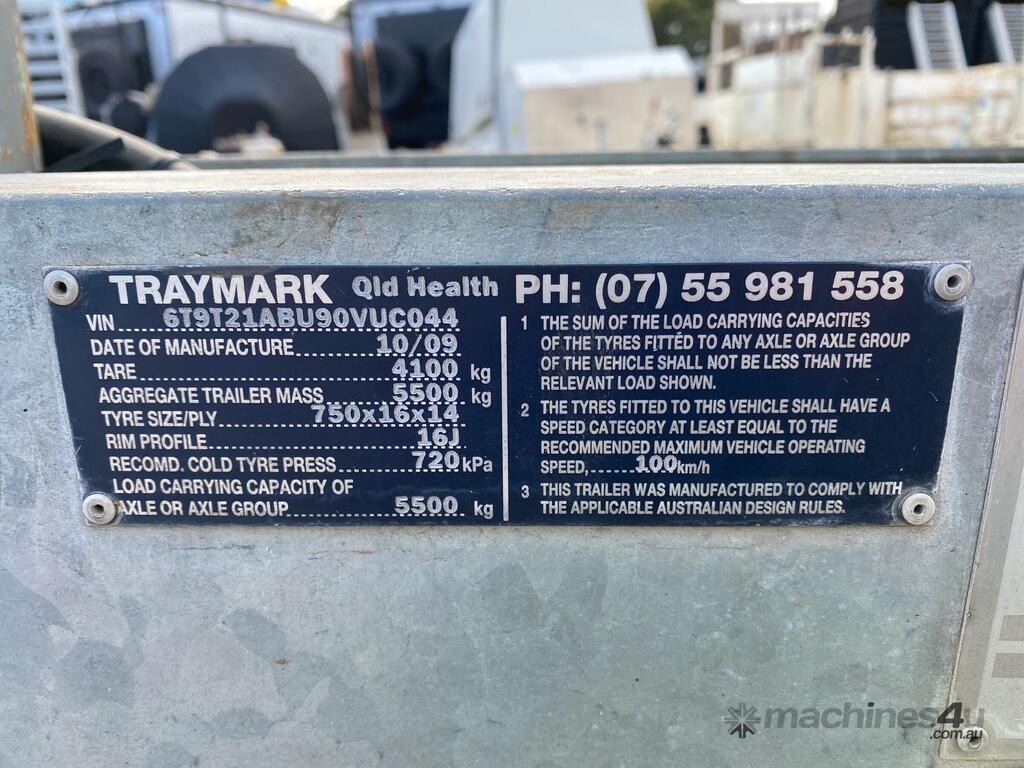 TRAYMARK Qld Health PH: (07) 55 981 558
VIN 6T9T21ABU90VUC044
DATE OF MANUFACTURE 10/09
TARE 4100 kg
AGGREGATE TRAILER MASS 5500 kg
TYRE SIZE/PLY 750x16x14
RIM PROFILE 16J
RECOMD. COLD TYRE PRESS 720 kPa
LOAD CARRYING CAPACITY OF
AXLE OR AXLE GROUP 5500 kg
1 THE SUM OF THE LOAD CARRYING CAPACITIES
OF THE TYRES FITTED TO ANY AXLE OR AXLE GROUP
OF THE VEHICLE SHALL NOT BE LESS THAN THE
RELEVANT LOAD SHOWN.
2 THE TYRES FITTED TO THIS VEHICLE SHALL HAVE A
SPEED CATEGORY AT LEAST EQUAL TO THE
RECOMMENDED MAXIMUM VEHICLE OPERATING
SPEED, 100 km/h
3 THIS TRAILER WAS MANUFACTURED TO COMPLY WITH
THE APPLICABLE AUSTRALIAN DESIGN RULES.
machines4u
.com.au